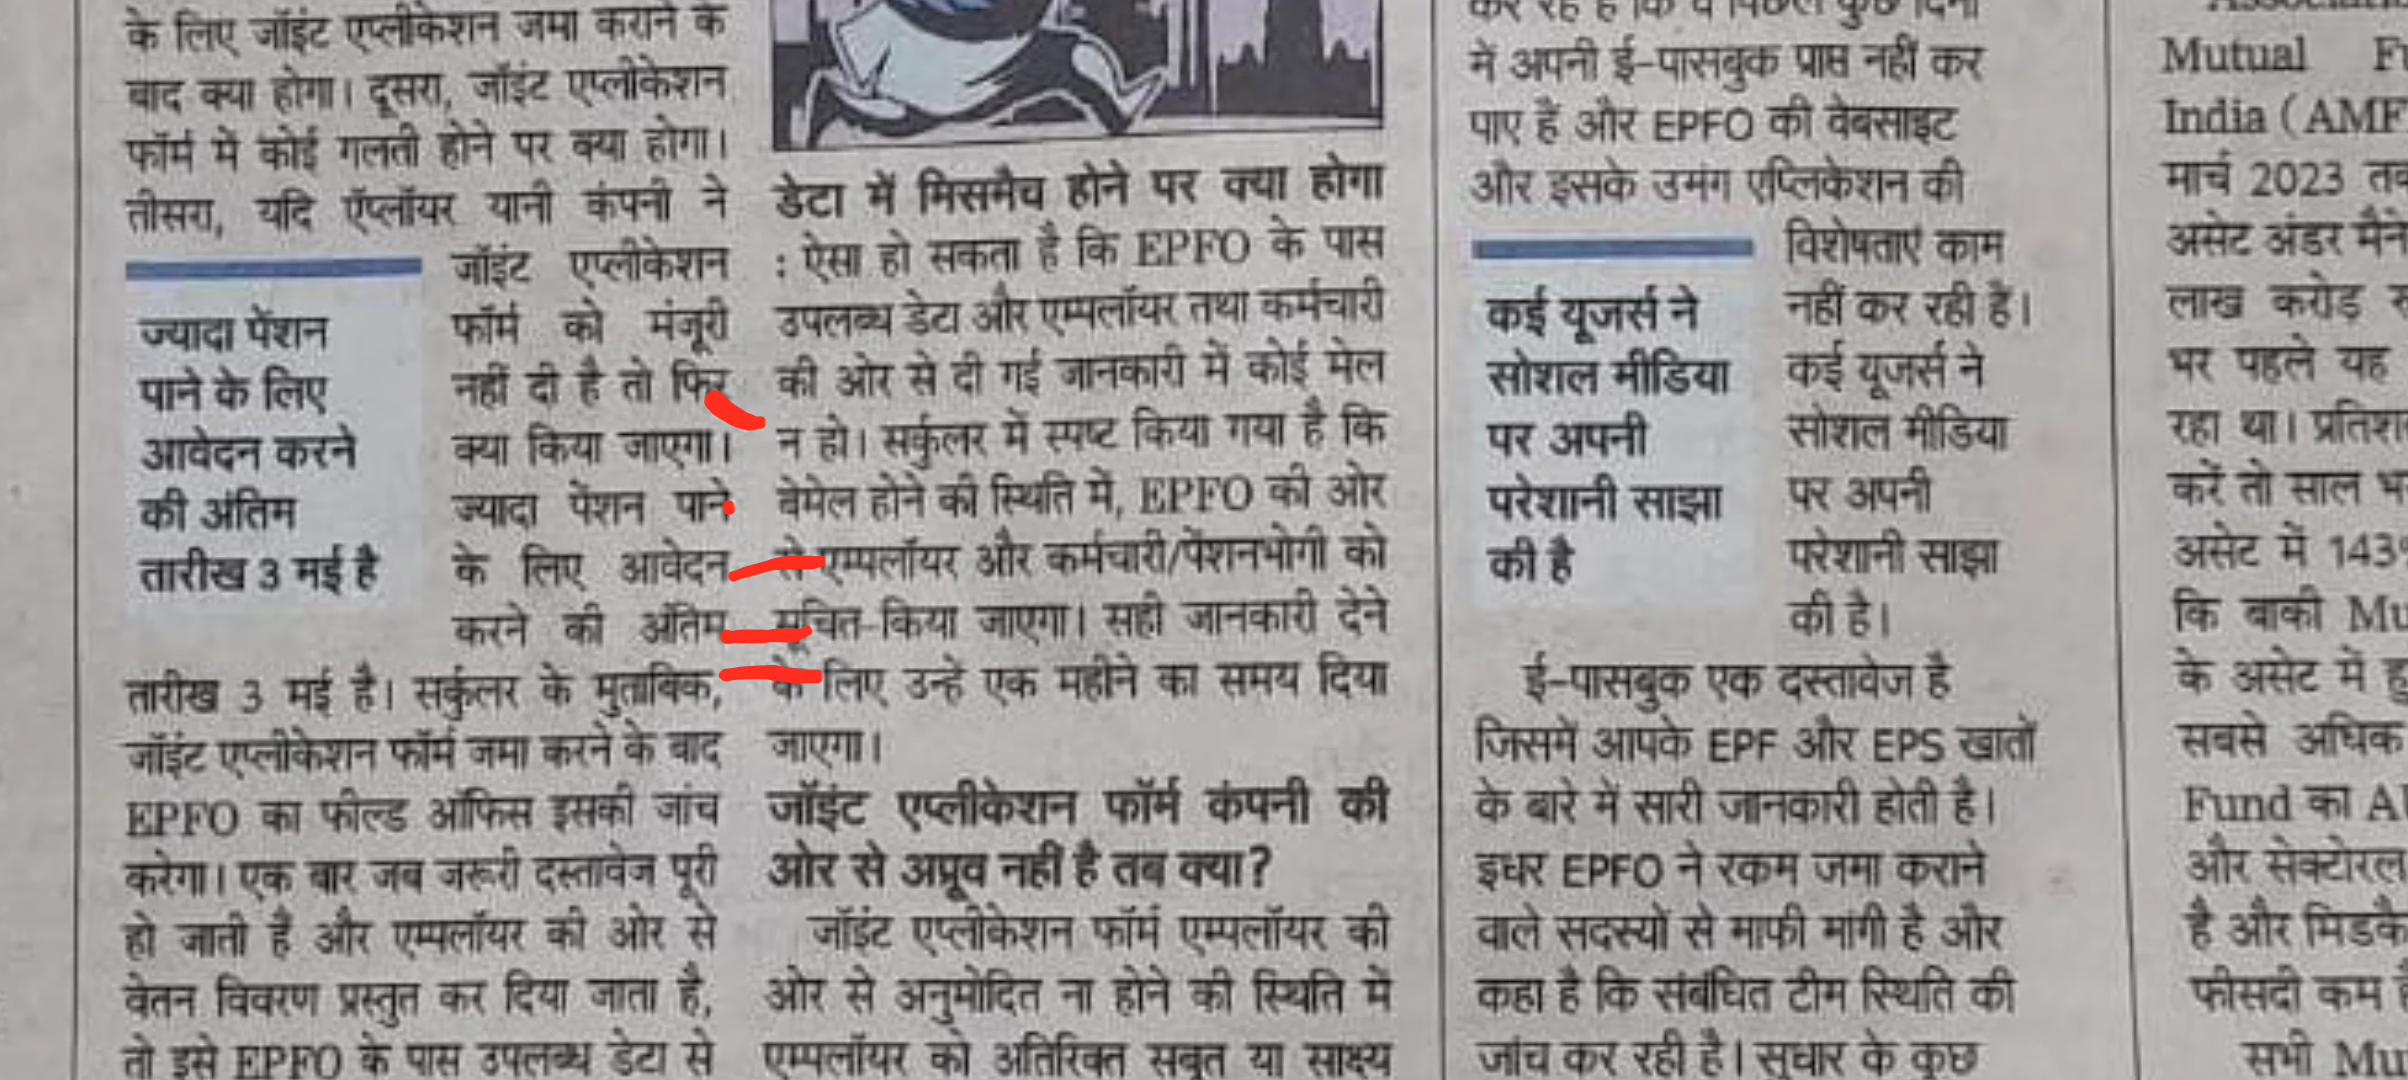 के लिए जॉइंट एप्लीकेशन जमा कराने के
बाद क्या होगा। दूसरा, जॉइंट एप्लीकेशन
फॉर्म में कोई गलती होने पर क्या होगा।
तीसरा, यदि ऍप्लॉयर यानी कंपनी ने
जॉइंट एप्लीकेशन
फॉर्म को मंजूरी
नहीं दी है तो फिर
क्या किया जाएगा।
ज्यादा पेंशन पाने
के लिए आवेदन
करने की अंतिम
तारीख 3 मई है। सर्कुलर के मुताबिक,
जॉइंट एप्लीकेशन फॉर्म जमा करने के बाद
EPFO का फील्ड ऑफिस इसकी जांच
करेगा। एक बार जब जरूरी दस्तावेज पूरी
हो जाती हैं और एम्पलॉयर की ओर से
वेतन विवरण प्रस्तुत कर दिया जाता है,
तो इसे EPFO के पास उपलब्ध डेटा से
ज्यादा पेंशन
पाने के लिए
आवेदन करने
की अंतिम
तारीख 3 मई है
डेटा में मिसमैच होने पर क्या होगा
: ऐसा हो सकता है कि EPFO के पास
उपलब्ध डेटा और एम्पलॉयर तथा कर्मचारी
की ओर से दी गई जानकारी में कोई मेल
न हो। सर्कुलर में स्पष्ट किया गया है कि
बेमेल होने की स्थिति में, EPFO की ओर
से एम्पलॉयर और कर्मचारी/पेंशनभोगी को
सूचित किया जाएगा। सही जानकारी देने
के लिए उन्हे एक महीने का समय दिया
जाएगा।
जॉइंट एप्लीकेशन फॉर्म कंपनी की
ओर से अप्रूव नहीं है तब क्या?
जॉइंट एप्लीकेशन फॉर्म एम्पलॉयर की
ओर से अनुमोदित ना होने की स्थिति में
एम्पलॉयर को अतिरिक्त सबूत या साक्ष्य
कर रहे हैं कि वे पिछले कुछ दिनों
में अपनी ई-पासबुक प्राप्त नहीं कर
पाए हैं और EPFO की वेबसाइट
और इसके उमंग एप्लिकेशन की
विशेषताएं काम
नहीं कर रही है।
कई यूजर्स ने
सोशल मीडिया
पर अपनी
परेशानी साझा
की है।
ई-पासबुक एक दस्तावेज है
जिसमें आपके EPF और EPS खातों
के बारे में सारी जानकारी होती है।
इधर EPFO ने रकम जमा कराने
वाले सदस्यों से माफी मांगी है और
कहा है कि संबंधित टीम स्थिति की
जांच कर रही है। सुधार के कुछ
कई यूजर्स ने
सोशल मीडिया
पर अपनी
परेशानी साझा
की है
Mutual
India (AMF
मार्च 2023
असेट अंडर
लाख करोड़
भर पहले यह
रहा था।
करें तो साल
असेट में 143
कि बाकी
के असेट में
सबसे अधिक
Fund का
और सेक्टोरल
है और
फीसदी कम
सभी